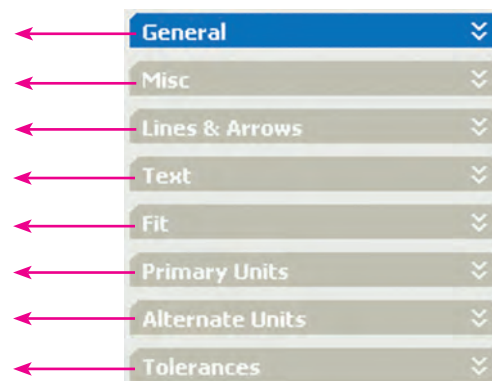 General
Misc
Lines & Arrows
Text
Fit
Primary Units
Alternate Units
Tolerances